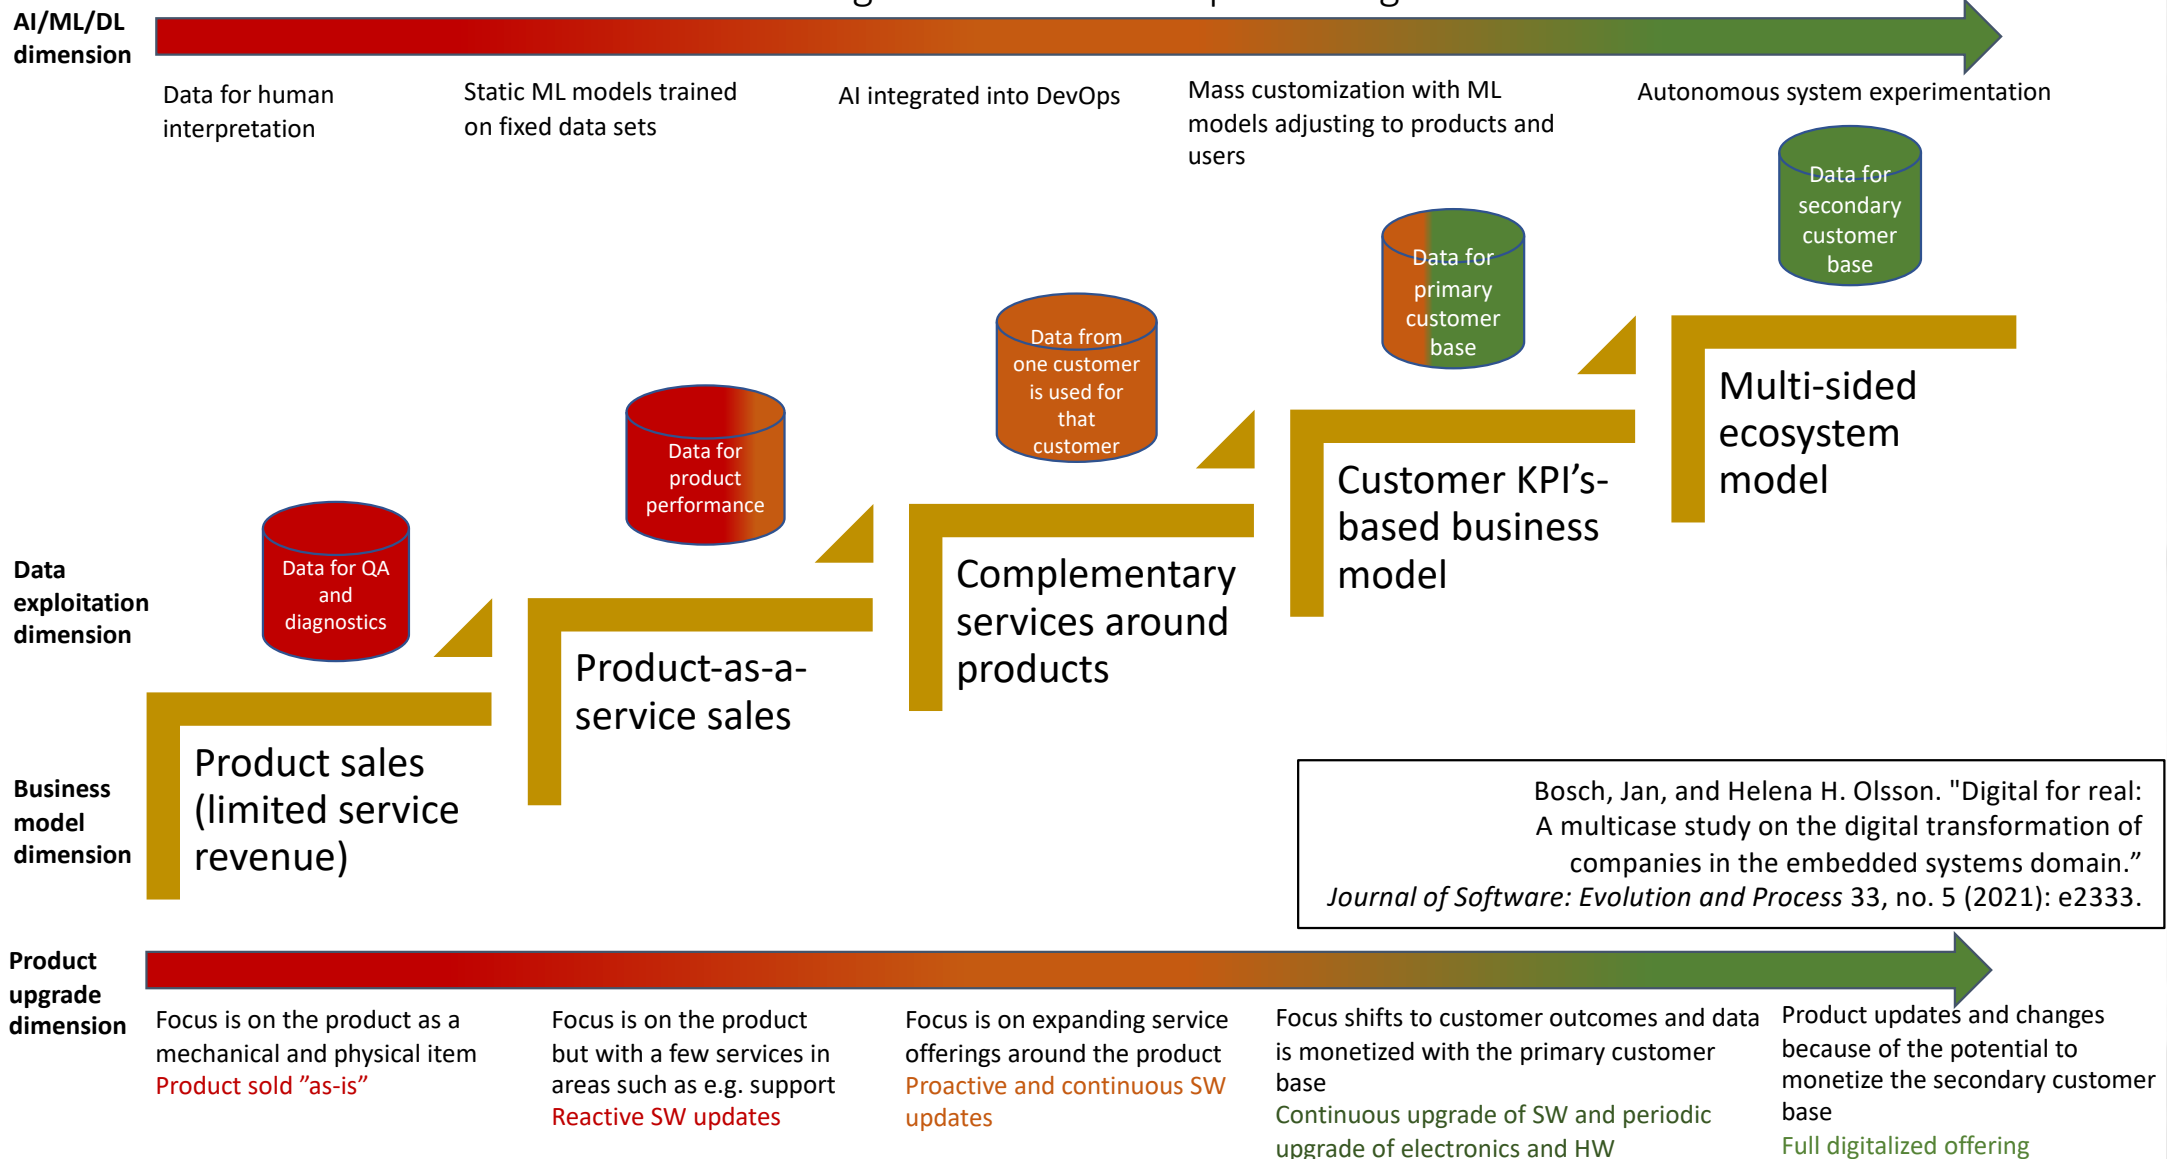 AI/ML/DL
dimension
Data for human
interpretation
Static ML models trained
on fixed data sets
AI integrated into DevOps
Mass customization with ML
models adjusting to products and
users
Autonomous system experimentation
Data for
secondary
customer
base
Data for
primary
customer
base
Data from
one customer
is used for
that
customer
Data for
product
performance
Data for QA
and
diagnostics
Data
exploitation
dimension
Multi-sided
ecosystem
model
Customer KPI's-
based business
model
Complementary
services around
products
Product-as-a-
service sales
Product sales
(limited service
revenue)
Business
model
dimension
Bosch, Jan, and Helena H. Olsson. "Digital for real:
A multicase study on the digital transformation of
companies in the embedded systems domain.”
Journal of Software: Evolution and Process 33, no. 5 (2021): e2333.
Product
upgrade
dimension
Focus is on the product as a
mechanical and physical item
Product sold ”as-is”
Focus is on the product
but with a few services in
areas such as e.g. support
Reactive SW updates
Focus is on expanding service
offerings around the product
Proactive and continuous SW
updates
Focus shifts to customer outcomes and data
is monetized with the primary customer
base
Continuous upgrade of SW and periodic
upgrade of electronics and HW
Product updates and changes
because of the potential to
monetize the secondary customer
base
Full digitalized offering